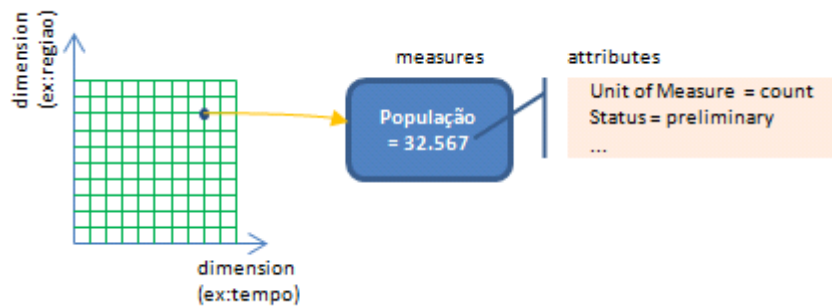 dimension
(ex:regiao)
measures
attributes
População
= 32.567
Unit of Measure = count
Status = preliminary
...
dimension
(ex:tempo)